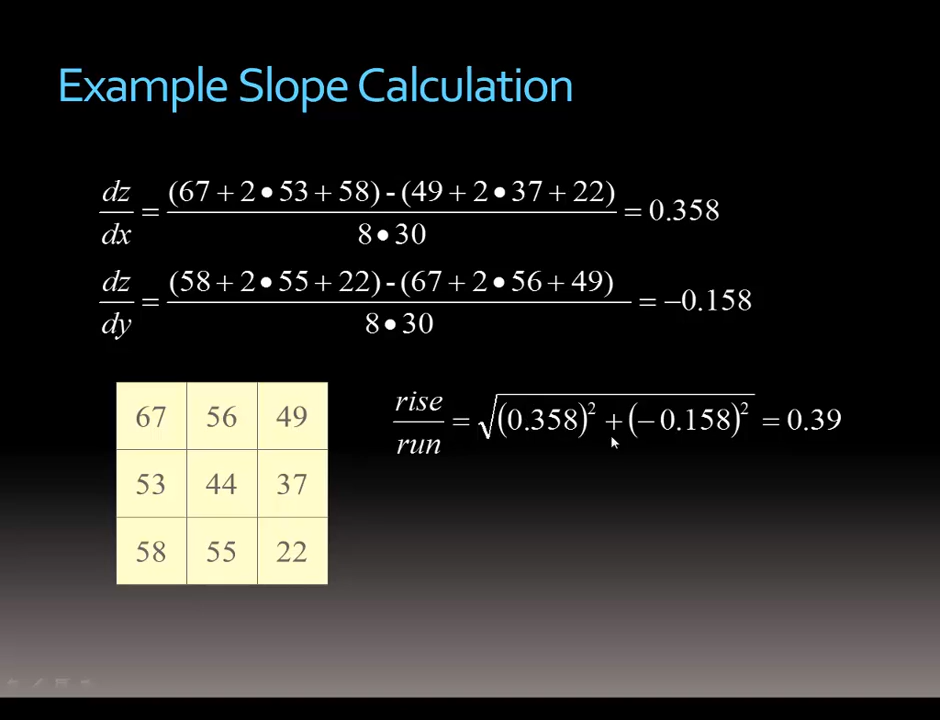 Example Slope Calculation
dz/dx = (67 + 2 • 53 + 58) - (49 + 2 • 37 + 22) / 8 • 30 = 0.358
dz/dy = (58 + 2 • 55 + 22) - (67 + 2 • 56 + 49) / 8 • 30 = –0.158
rise/run = √(0.358)² + (– 0.158)² = 0.39
67 56 49
53 44 37
58 55 22